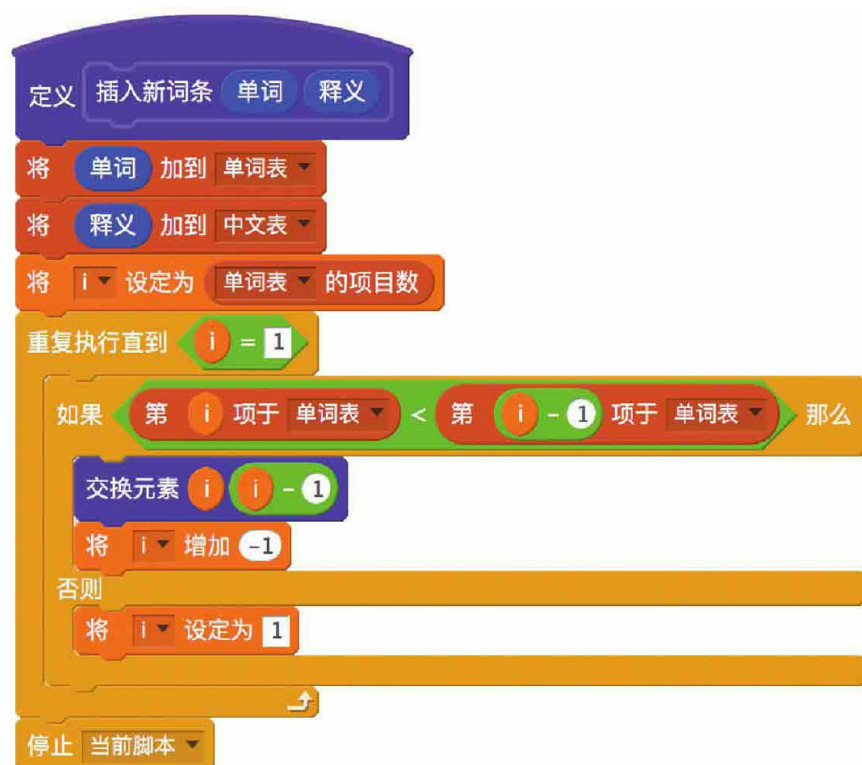 定义 插入新词条 单词 释义
将 单词 加到 单词表
将 释义 加到 中文表
将 i 设定为 单词表 的项目数
重复执行直到 i = 1
如果 第 i 项于 单词表 < 第 i - 1 项于 单词表 那么
交换元素 i i - 1
将 i 增加 -1
否则
将 i 设定为 1
停止 当前脚本